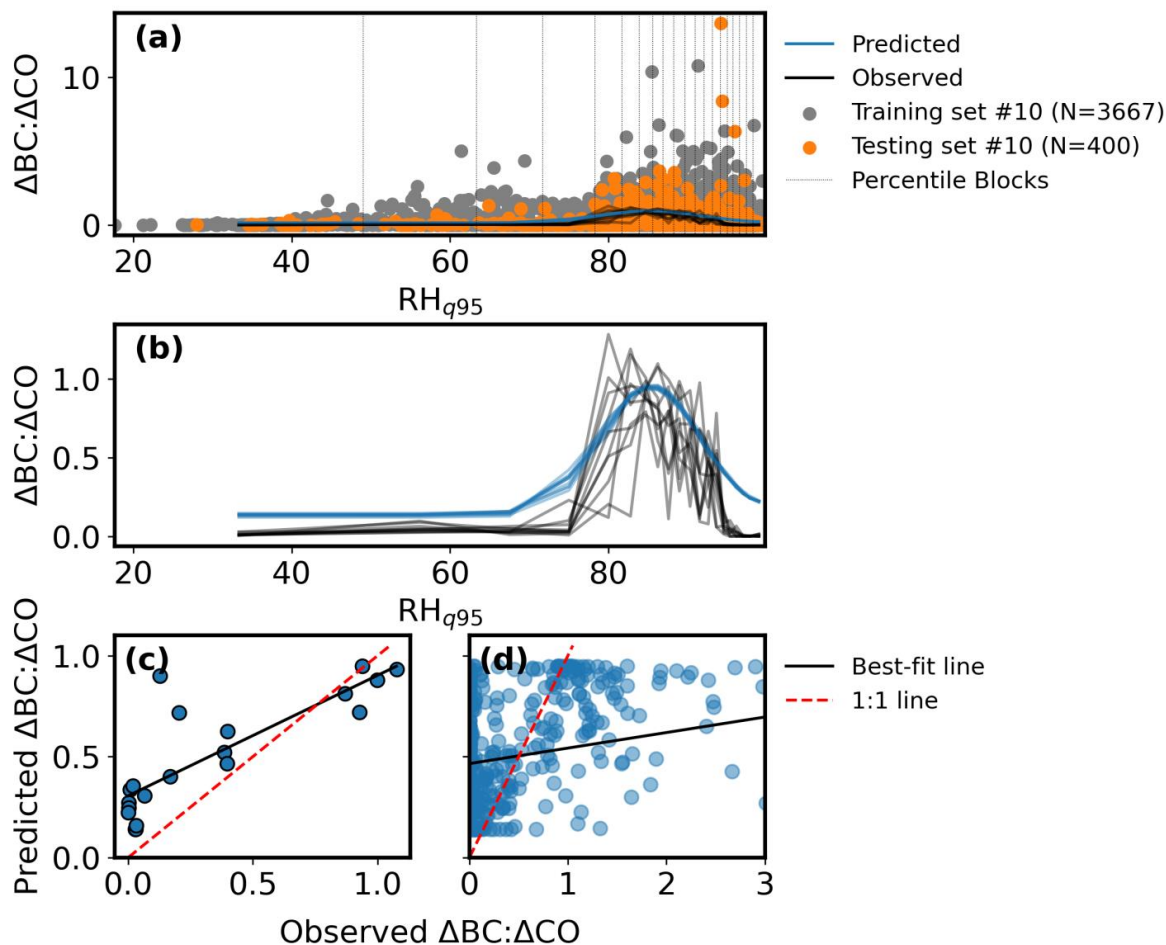 (a)
ΔBC:ΔCO
10
0
20 40 60 80
RH_q95
Predicted
Observed
Training set #10 (N=3667)
Testing set #10 (N=400)
Percentile Blocks
(b)
ΔBC:ΔCO
1.0
0.5
0.0
20 40 60 80
RH_q95
(c)
Predicted ΔBC:ΔCO
1.0
0.5
0.0
0.0 0.5 1.0
(d)
0 1 2 3
Observed ΔBC:ΔCO
Best-fit line
1:1 line